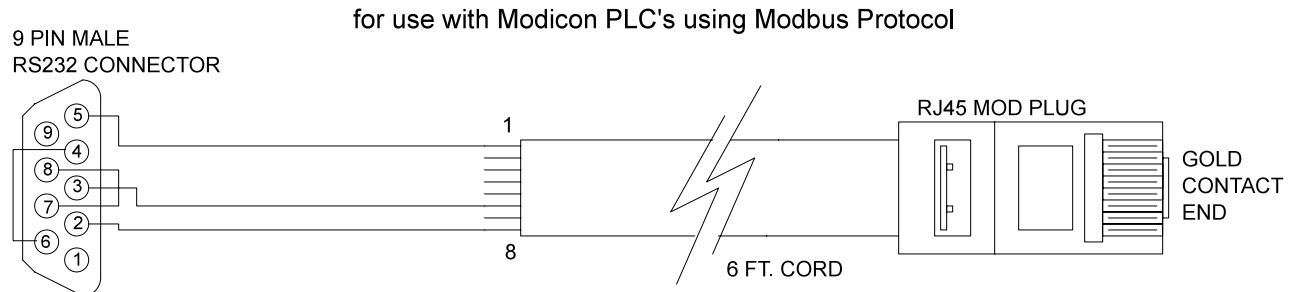 for use with Modicon PLC's using Modbus Protocol
9 PIN MALE
RS232 CONNECTOR
5
9
4
8
3
7
2
6
1
1
8
6 FT. CORD
RJ45 MOD PLUG
GOLD
CONTACT
END